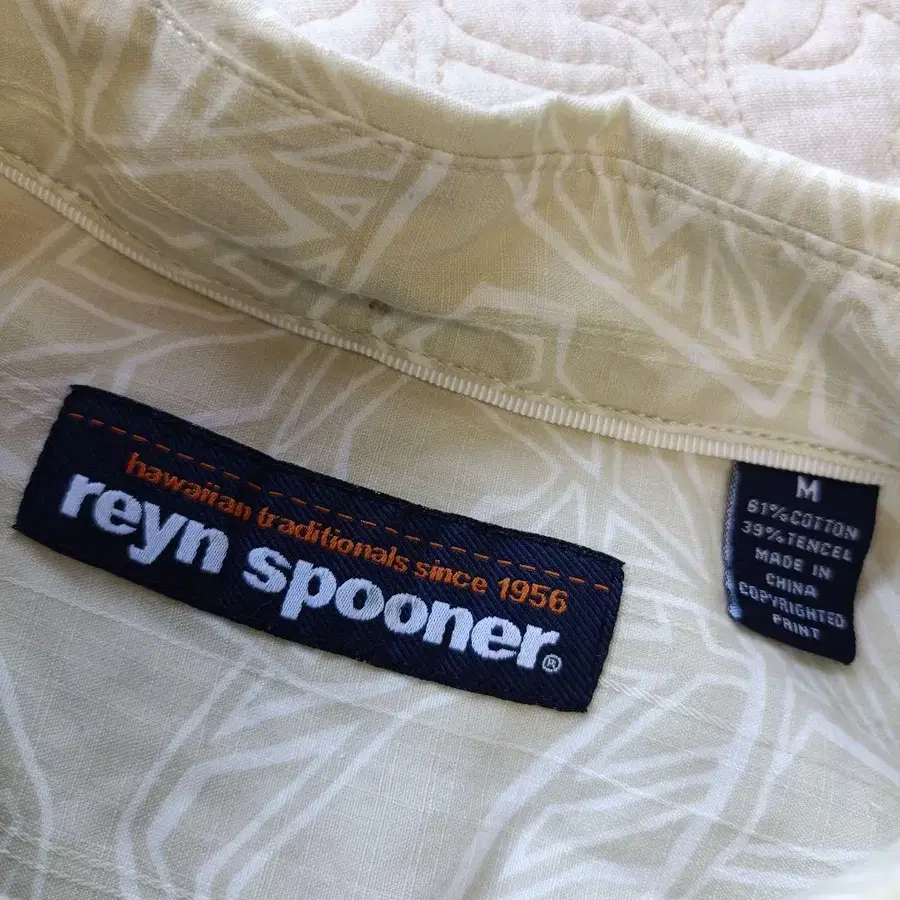 hawaiian traditionals since 1956
reyn spooner®
M
61% COTTON
39% TENCEL
MADE IN
CHINA
COPYRIGHTED
PRINT